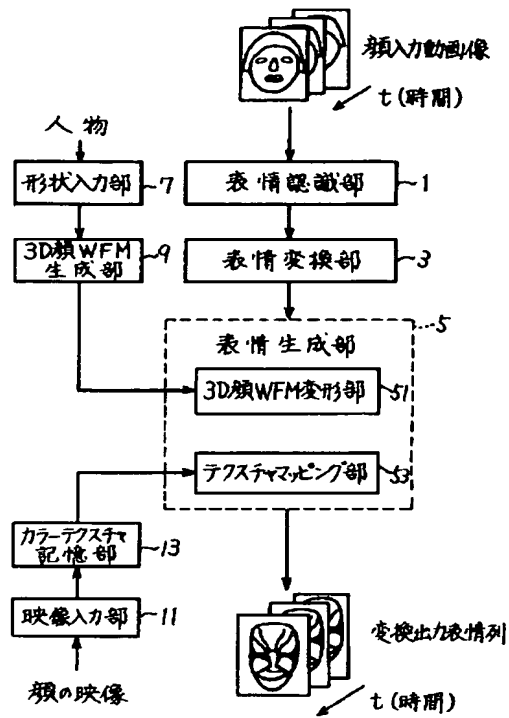 顔入力動画像
t(時間)
人物
形状入力部
7
表情認識部
1
3D顔WFM
生成部
9
表情変換部
3
5
表情生成部
3D顔WFM変形部
51
テクスチャマッピング部
53
カラーテクスチャ
記憶部
13
映像入力部
11
顔の映像
変換出力表情列
t(時間)